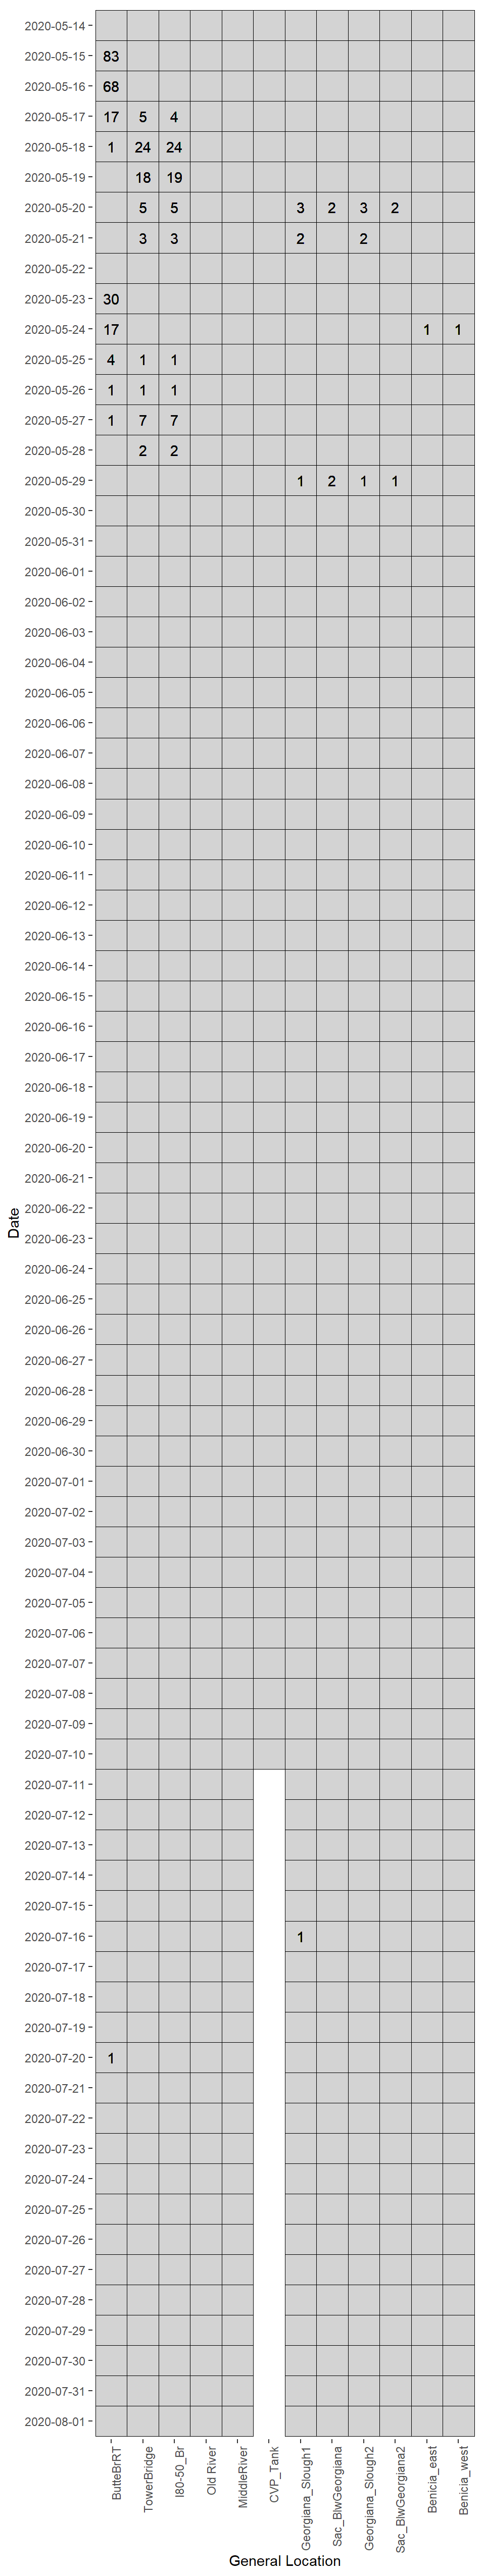 2020-05-14
2020-05-15 83
2020-05-16 68
2020-05-17 17 5 4
2020-05-18 1 24 24
2020-05-19 18 19
2020-05-20 5 5 3 2 3 2
2020-05-21 3 3 2 2
2020-05-22
2020-05-23 30
2020-05-24 17 1 1
2020-05-25 4 1 1
2020-05-26 1 1 1
2020-05-27 1 7 7
2020-05-28 2 2
2020-05-29 1 2 1 1
2020-05-30
2020-05-31
2020-06-01
2020-06-02
2020-06-03
2020-06-04
2020-06-05
2020-06-06
2020-06-07
2020-06-08
2020-06-09
2020-06-10
2020-06-11
2020-06-12
2020-06-13
2020-06-14
2020-06-15
2020-06-16
2020-06-17
2020-06-18
2020-06-19
2020-06-20
2020-06-21
2020-06-22
Date
2020-06-23
2020-06-24
2020-06-25
2020-06-26
2020-06-27
2020-06-28
2020-06-29
2020-06-30
2020-07-01
2020-07-02
2020-07-03
2020-07-04
2020-07-05
2020-07-06
2020-07-07
2020-07-08
2020-07-09
2020-07-10
2020-07-11
2020-07-12
2020-07-13
2020-07-14
2020-07-15
2020-07-16 1
2020-07-17
2020-07-18
2020-07-19
2020-07-20 1
2020-07-21
2020-07-22
2020-07-23
2020-07-24
2020-07-25
2020-07-26
2020-07-27
2020-07-28
2020-07-29
2020-07-30
2020-07-31
2020-08-01
ButteBrRT
TowerBridge
I80-50_Br
Old River
MiddleRiver
CVP_Tank
Georgiana_Slough1
Sac_BlwGeorgiana
Georgiana_Slough2
Sac_BlwGeorgiana2
Benicia_east
Benicia_west
General Location